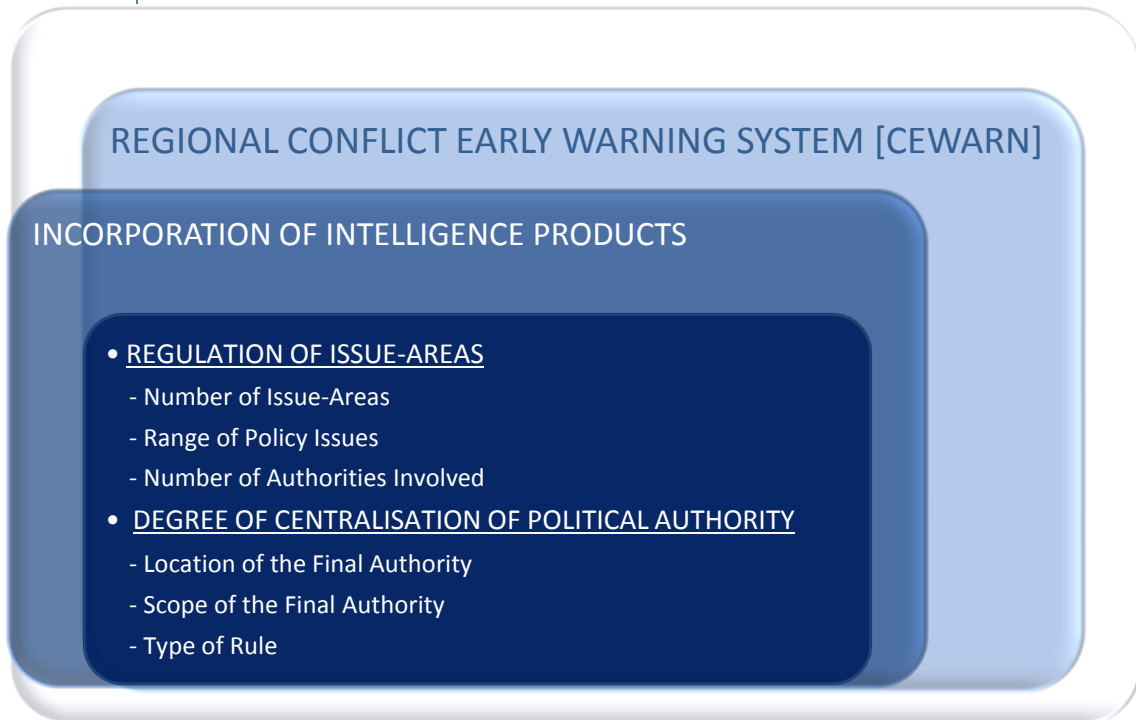 REGIONAL CONFLICT EARLY WARNING SYSTEM [CEWARN]
INCORPORATION OF INTELLIGENCE PRODUCTS
• REGULATION OF ISSUE-AREAS
- Number of Issue-Areas
- Range of Policy Issues
- Number of Authorities Involved
• DEGREE OF CENTRALISATION OF POLITICAL AUTHORITY
- Location of the Final Authority
- Scope of the Final Authority
- Type of Rule